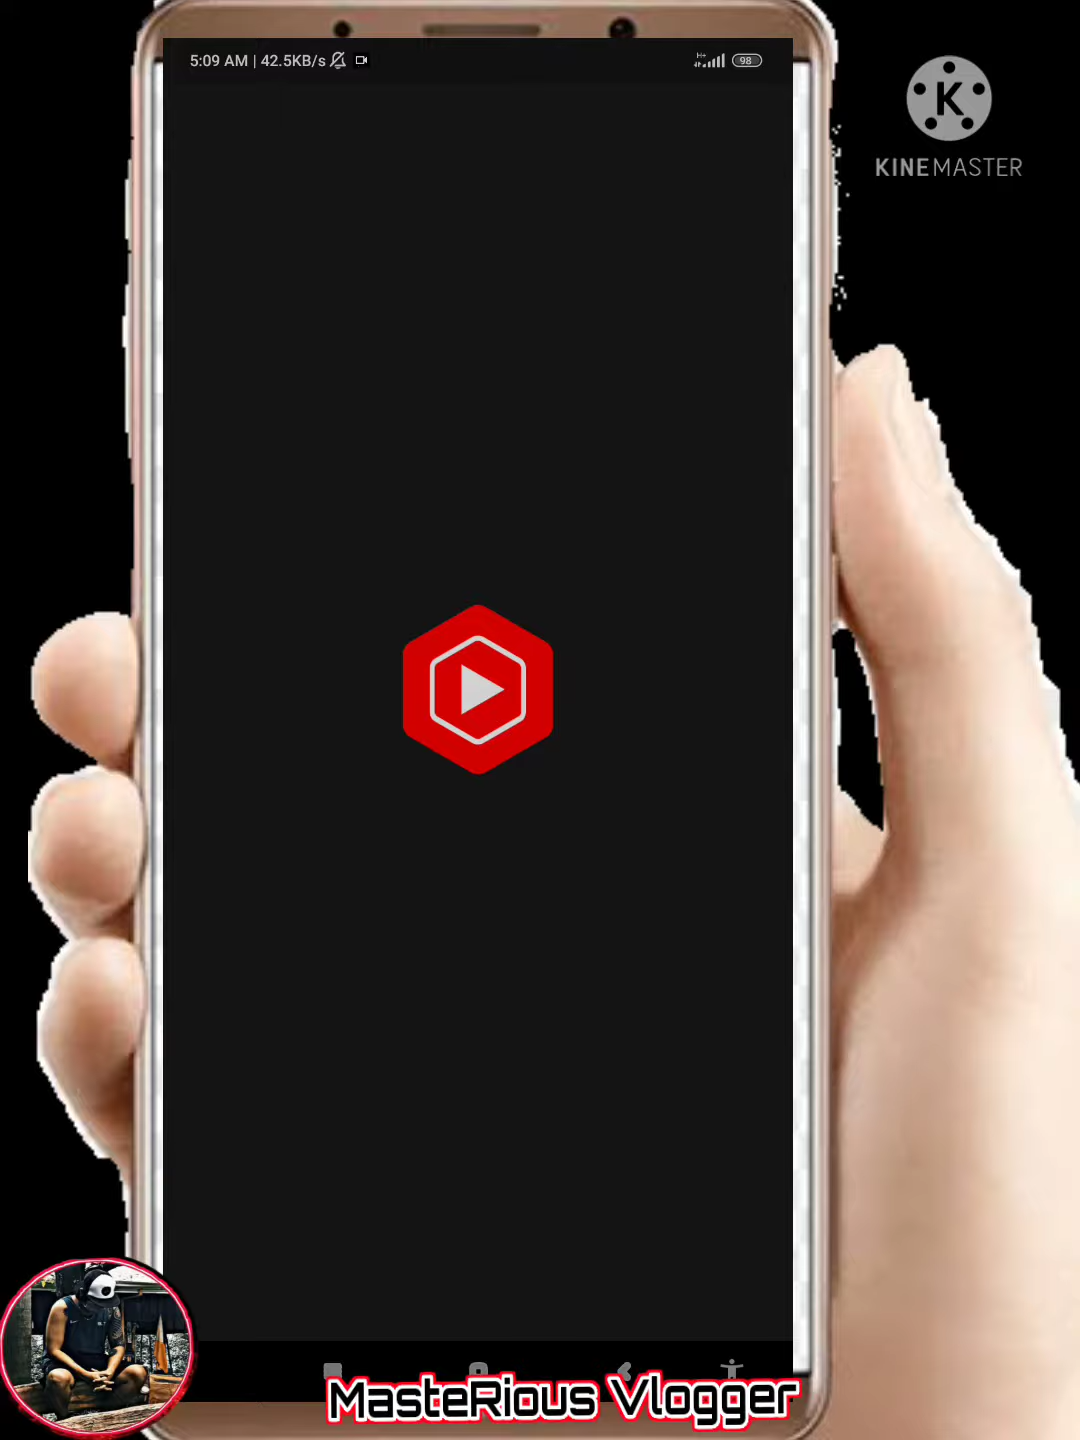 5:09 AM | 42.5KB/s
H+
98
K
KINEMASTER
MasteRious Vlogger